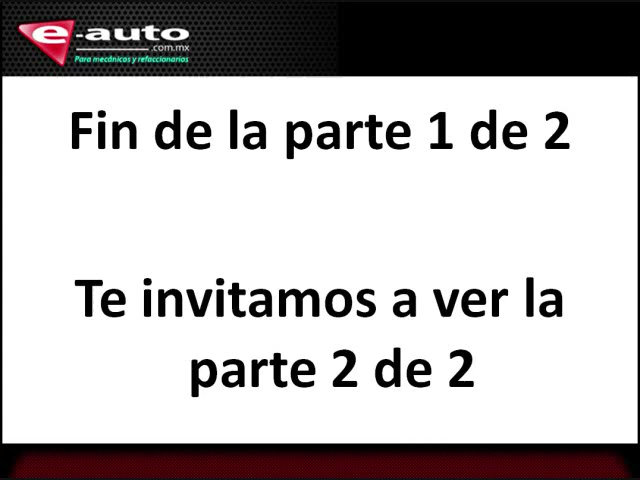 e-auto
.com.mx
Para mecánicos y refaccionarios
Fin de la parte 1 de 2
Te invitamos a ver la
parte 2 de 2